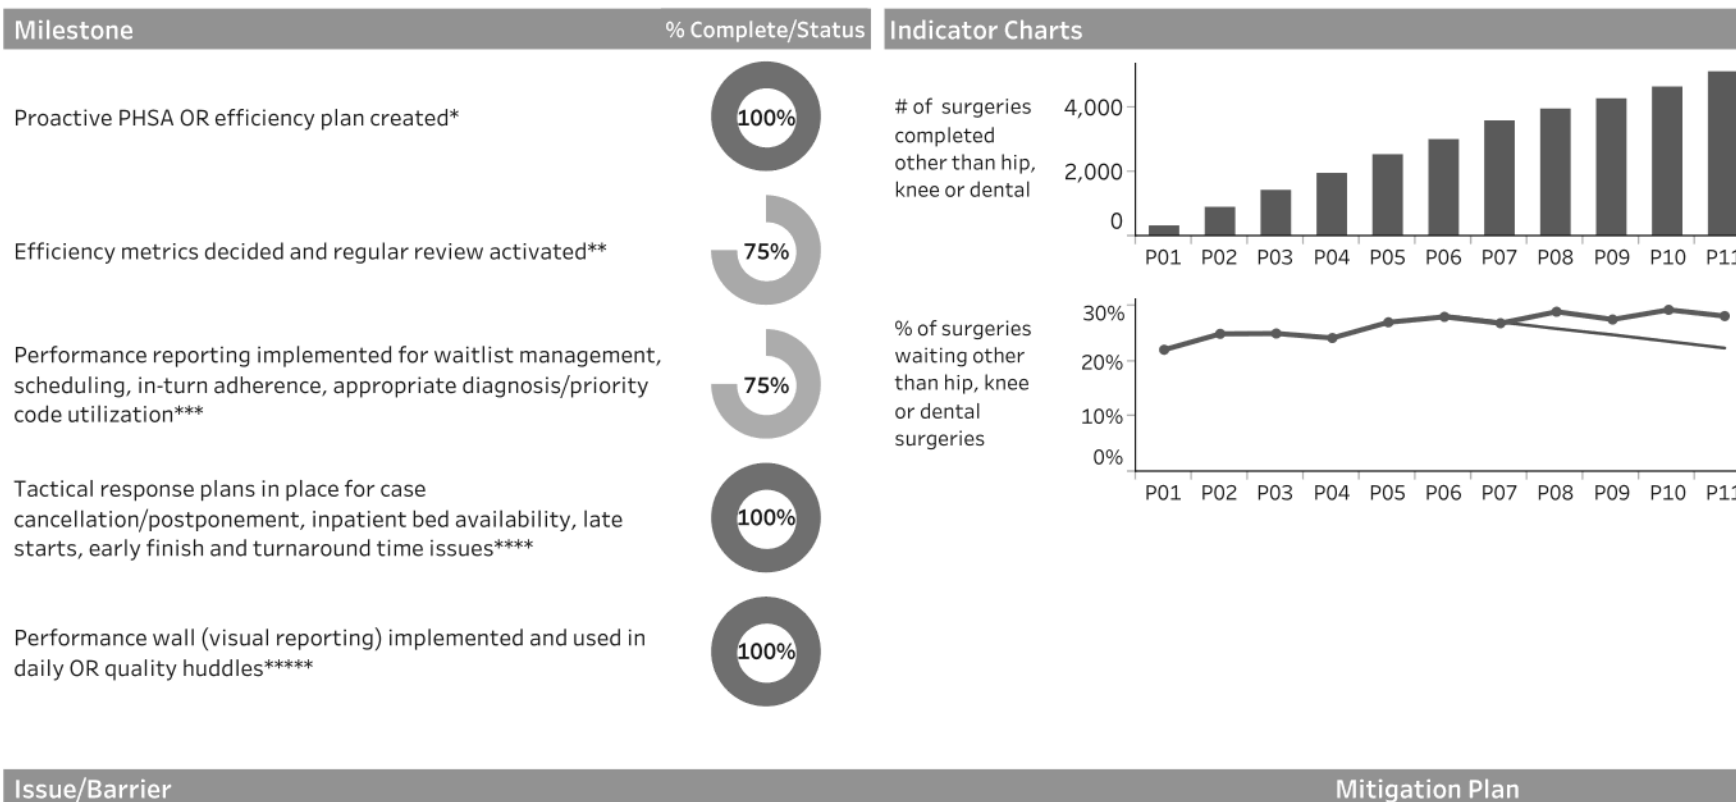 Milestone
% Complete/Status
Proactive PHSA OR efficiency plan created*
100%
Efficiency metrics decided and regular review activated**
75%
Performance reporting implemented for waitlist management,
scheduling, in-turn adherence, appropriate diagnosis/priority
code utilization***
75%
Tactical response plans in place for case
cancellation/postponement, inpatient bed availability, late
starts, early finish and turnaround time issues****
100%
Performance wall (visual reporting) implemented and used in
daily OR quality huddles*****
100%
Indicator Charts
# of surgeries
completed
other than hip,
knee or dental
4,000
2,000
0
P01 P02 P03 P04 P05 P06 P07 P08 P09 P10 P11
% of surgeries
waiting other
than hip, knee
or dental
surgeries
30%
20%
10%
0%
P01 P02 P03 P04 P05 P06 P07 P08 P09 P10 P11
Issue/Barrier
Mitigation Plan